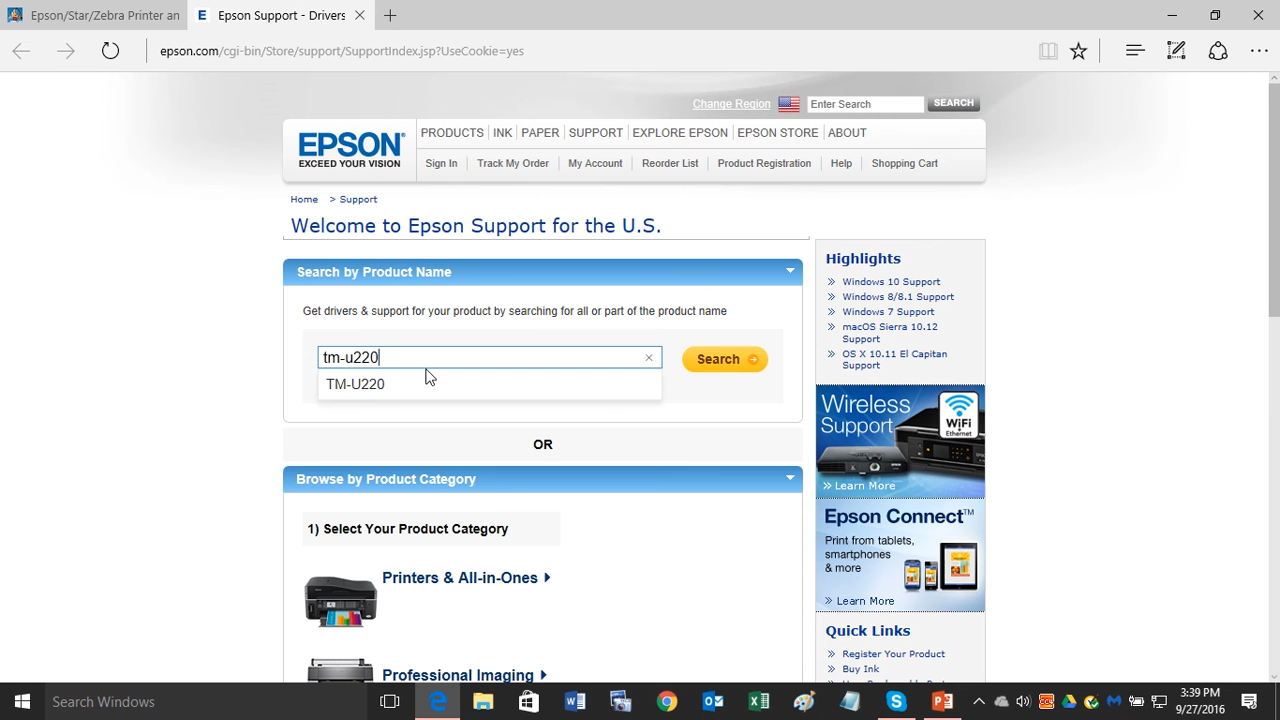 Epson/Star/Zebra Printer an
E Epson Support - Drivers
epson.com/cgi-bin/Store/support/SupportIndex.jsp?UseCookie=yes
Change Region
Enter Search
SEARCH
EPSON
EXCEED YOUR VISION
PRODUCTS INK PAPER SUPPORT EXPLORE EPSON EPSON STORE ABOUT
Sign In Track My Order My Account Reorder List Product Registration Help Shopping Cart
Home > Support
Welcome to Epson Support for the U.S.
Search by Product Name
Get drivers & support for your product by searching for all or part of the product name
tm-u220
Search
TM-U220
OR
Browse by Product Category
1) Select Your Product Category
Printers & All-in-Ones
Professional Imaging
Highlights
Windows 10 Support
Windows 8/8.1 Support
Windows 7 Support
macOS Sierra 10.12
Support
OS X 10.11 El Capitan
Support
Wireless
Support
WiFi
Ethernet
Learn More
Epson Connect™
Print from tablets,
smartphones
& more
Learn More
Quick Links
Register Your Product
Buy Ink
Search Windows
3:39 PM
9/27/2016